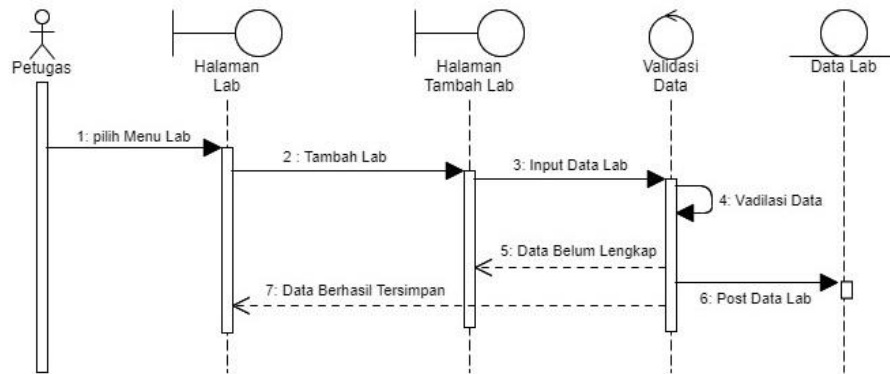 Petugas
Halaman
Lab
Halaman
Tambah Lab
Validasi
Data
Data Lab
1: pilih Menu Lab
2 : Tambah Lab
3: Input Data Lab
4: Vadilasi Data
5: Data Belum Lengkap
7: Data Berhasil Tersimpan
6: Post Data Lab